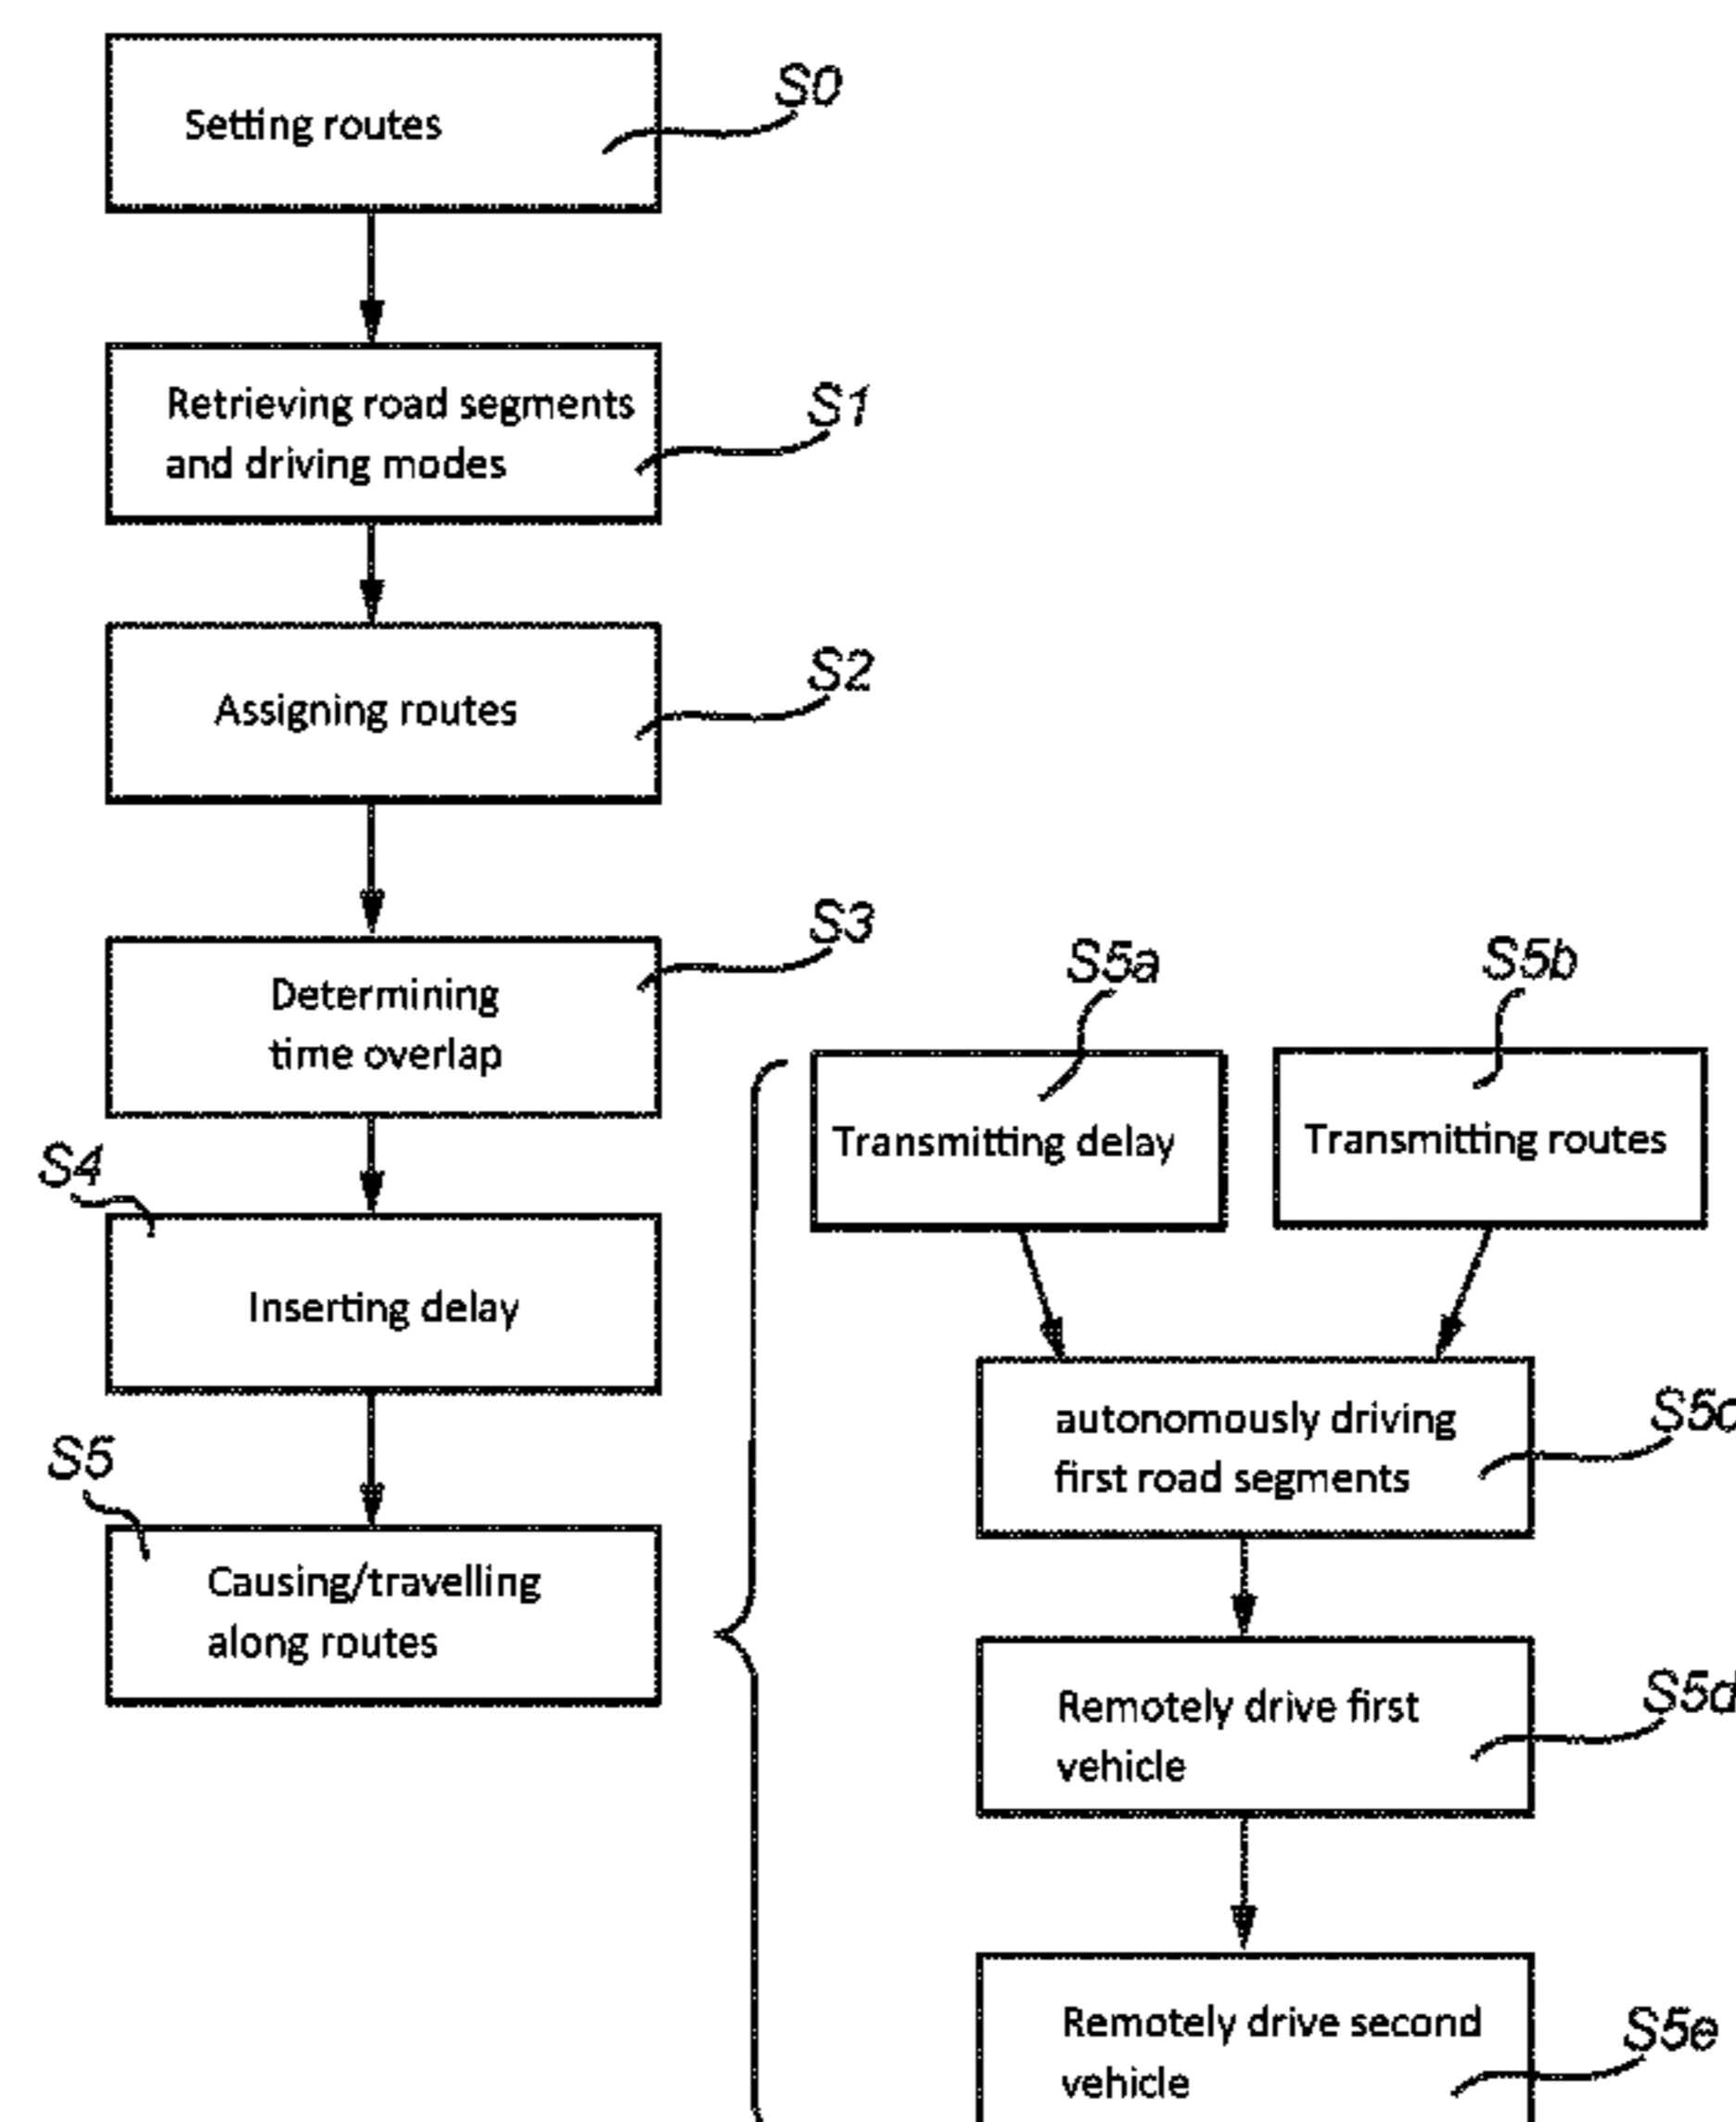 Setting routes
S0
Retrieving road segments
and driving modes
S1
Assigning routes
S2
Determining
time overlap
S3
S4
Inserting delay
S5
Causing/travelling
along routes
S5a
Transmitting delay
S5b
Transmitting routes
autonomously driving
first road segments
S5c
Remotely drive first
vehicle
S5d
Remotely drive second
vehicle
S5e